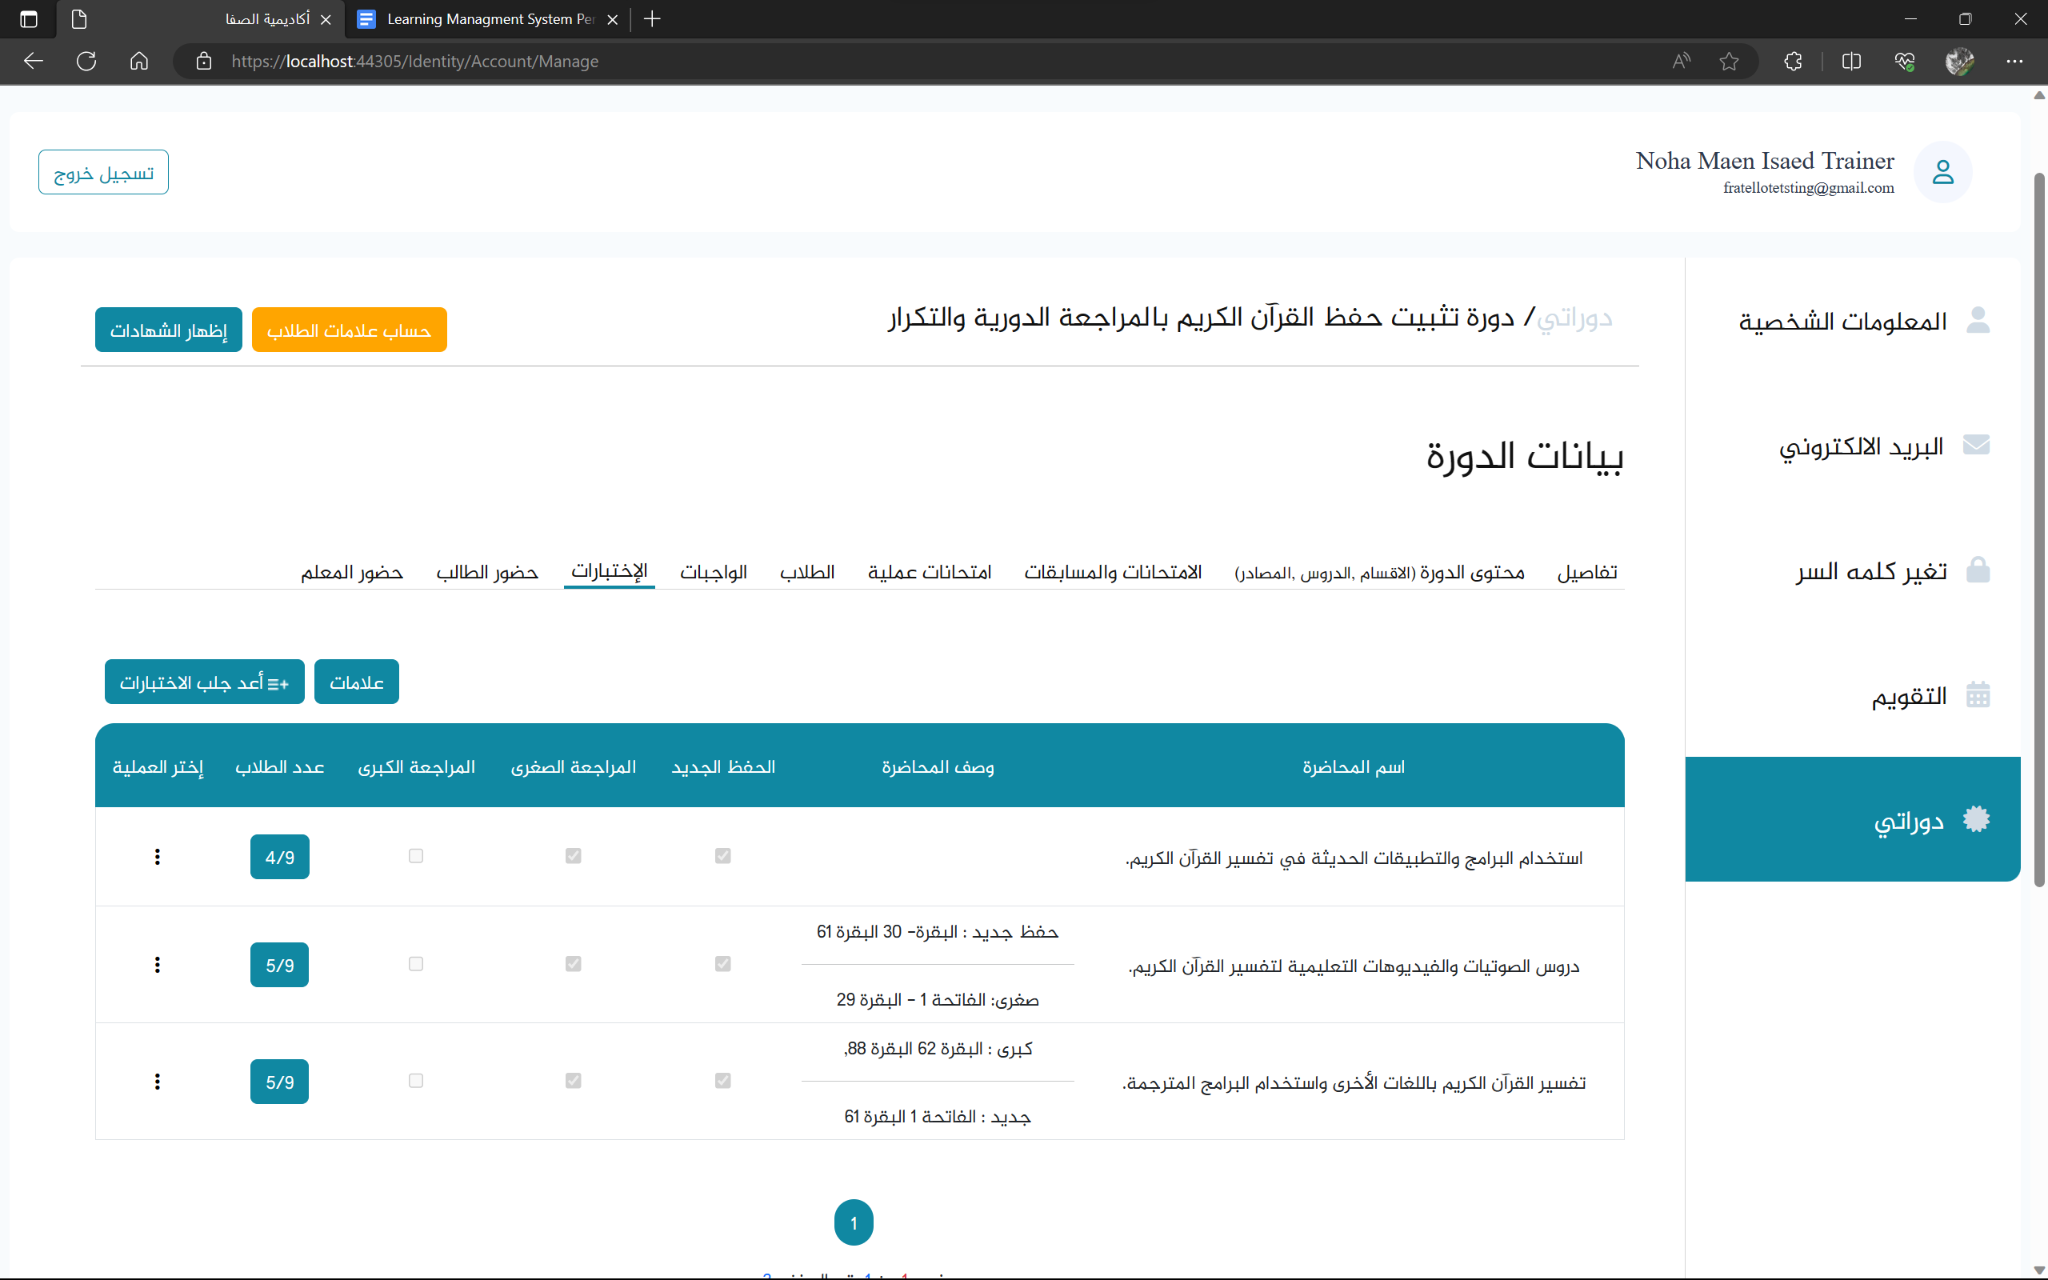 أكاديمية الصفا
Learning Managment System Per
https://localhost:44305/Identity/Account/Manage
Noha Maen Isaed Trainer
fratellotetsting@gmail.com
تسجيل خروج
المعلومات الشخصية
البريد الالكتروني
تغير كلمه السر
التقويم
دوراتي
دوراتي/ دورة تثبيت حفظ القرآن الكريم بالمراجعة الدورية والتكرار
حساب علامات الطلاب
إظهار الشهادات
بيانات الدورة
تفاصيل
محتوى الدورة (الاقسام ,الدروس ,المصادر)
الامتحانات والمسابقات
امتحانات عملية
الطلاب
الواجبات
الإختبارات
حضور الطالب
حضور المعلم
علامات
أعد جلب الاختبارات
اسم المحاضرة
وصف المحاضرة
الحفظ الجديد
المراجعة الصغرى
المراجعة الكبرى
عدد الطلاب
إختر العملية
استخدام البرامج والتطبيقات الحديثة في تفسير القرآن الكريم.
4/9
دروس الصوتيات والفيديوهات التعليمية لتفسير القرآن الكريم.
حفظ جديد : البقرة- 30 البقرة 61
صغرى: الفاتحة 1 - البقرة 29
5/9
تفسير القرآن الكريم باللغات الأخرى واستخدام البرامج المترجمة.
كبرى : البقرة 62 البقرة 88,
جديد : الفاتحة 1 البقرة 61
5/9
1